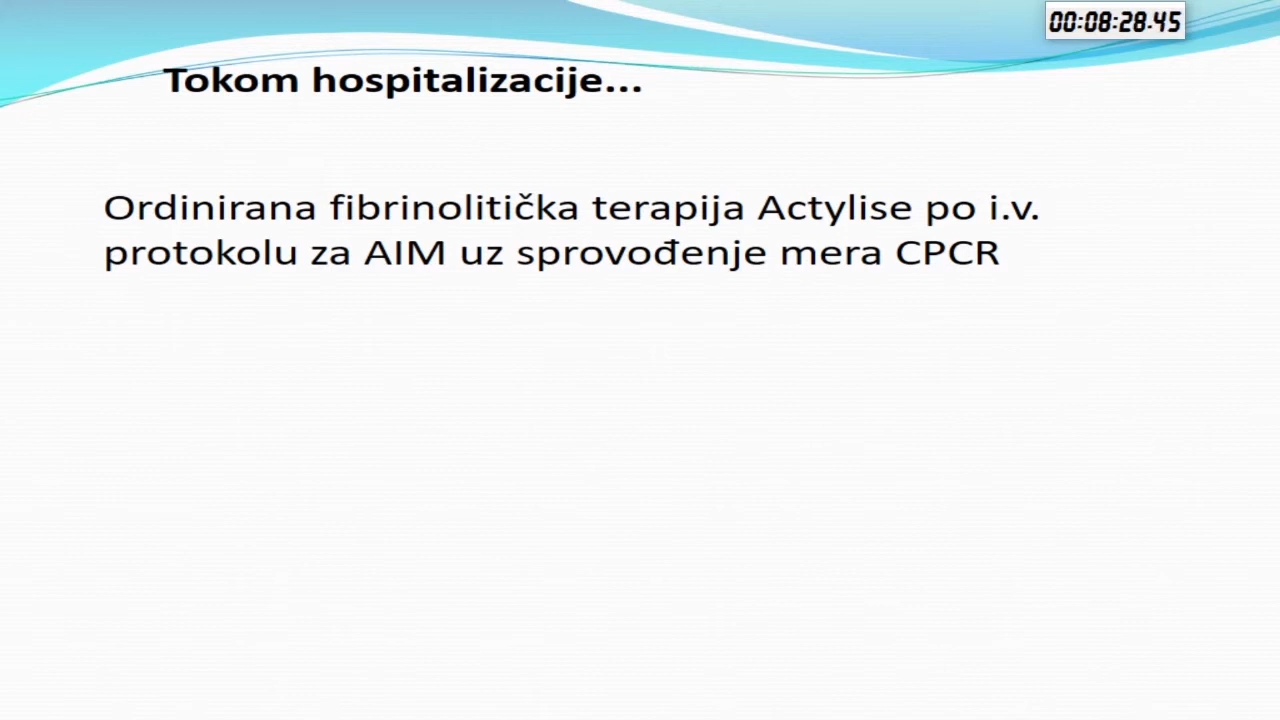 00:08:28.45
Tokom hospitalizacije...
Ordinirana fibrinolitička terapija Actylise po i.v.
protokolu za AIM uz sprovođenje mera CPCR